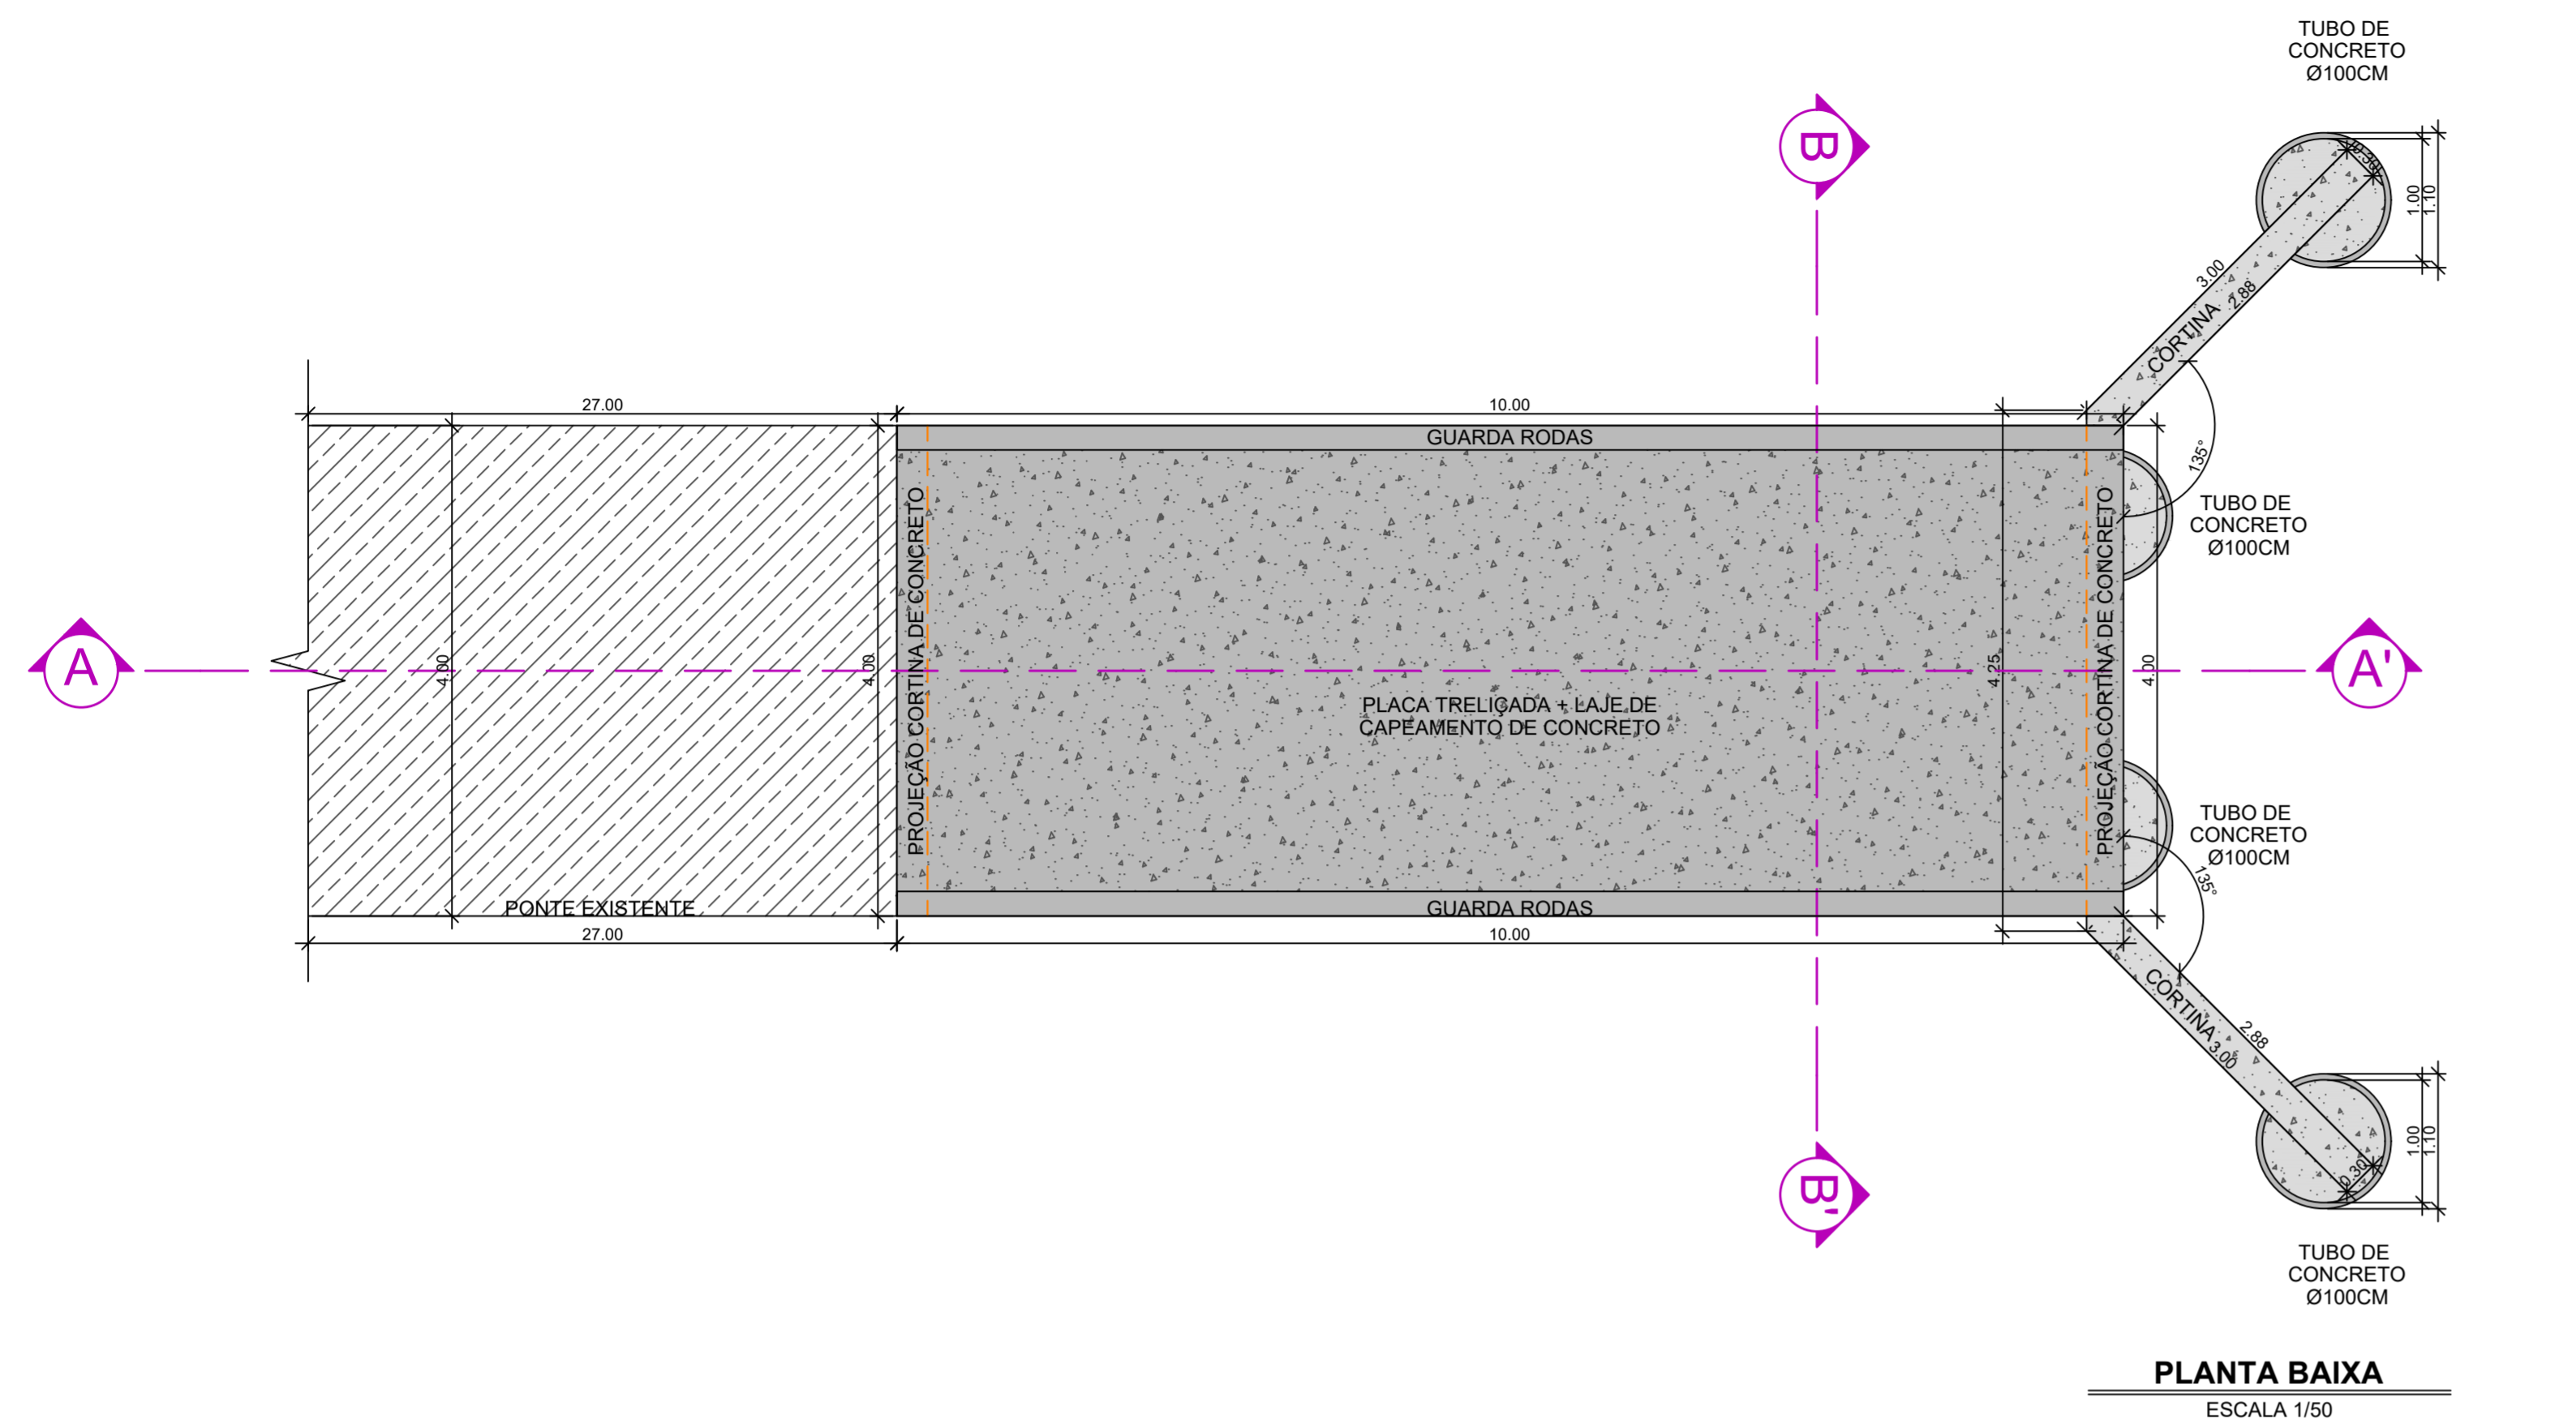 TUBO DE
CONCRETO
Ø100CM
B
0.30
1.00
1.10
3.00
2.88
CORTINA
27.00
10.00
GUARDA RODAS
135°
TUBO DE
CONCRETO
Ø100CM
PROJEÇÃO CORTINA DE CONCRETO
PROJEÇÃO CORTINA DE CONCRETO
A
4.00
4.00
4.25
4.00
A'
PLACA TRELIÇADA + LAJE DE
CAPEAMENTO DE CONCRETO
TUBO DE
CONCRETO
Ø100CM
135°
PONTE EXISTENTE
GUARDA RODAS
27.00
10.00
CORTINA
2.88
3.00
0.30
1.00
1.10
B'
TUBO DE
CONCRETO
Ø100CM
PLANTA BAIXA
ESCALA 1/50